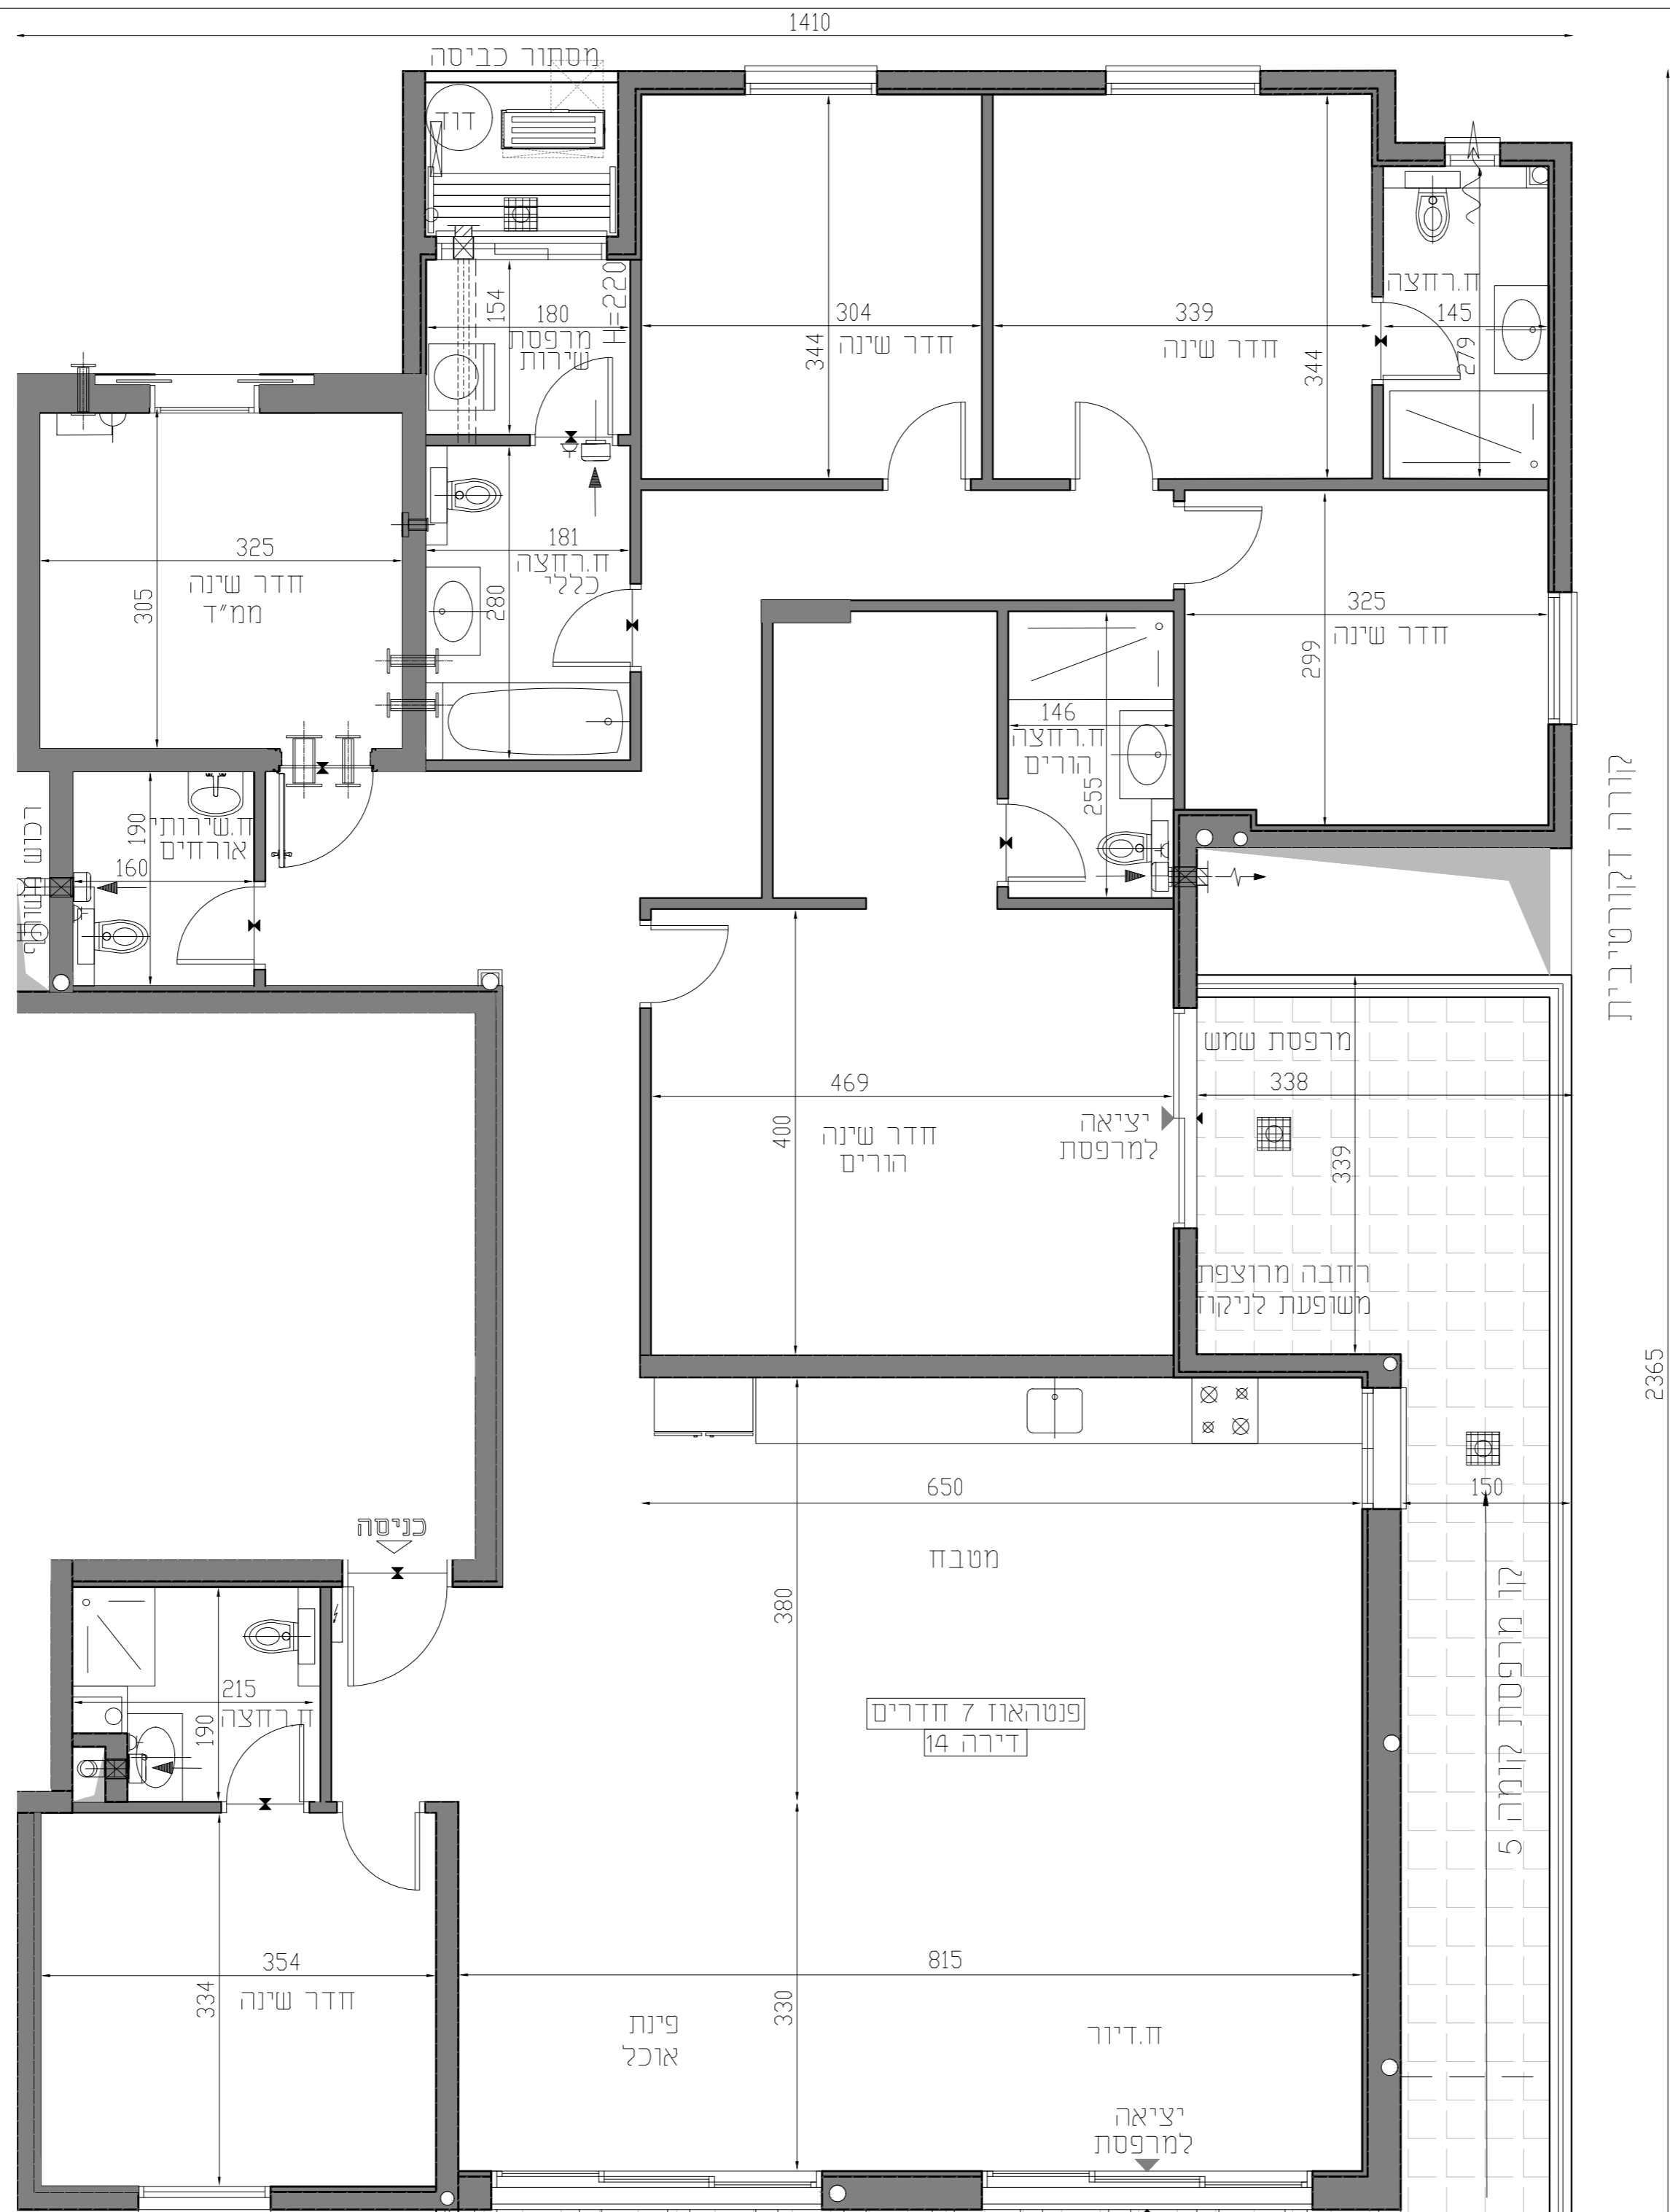 1410
מסתור כביסה
דוד
H=220
154
180
מרפסת
שירות
304
חדר שינה
344
339
חדר שינה
344
ח.רחצה
145
279
325
חדר שינה
ממ"ד
305
181
ח.רחצה
כללי
280
325
חדר שינה
299
146
ח.רחצה
הורים
255
קורה דקורטיבית
רכוש משותף
190
ח.שירותי
אורחים
160
מרפסת שמש
338
339
469
חדר שינה
הורים
400
יציאה
למרפסת
רחבה מרוצפת
משופעת לניקוז
2365
650
150
כניסה
מטבח
380
קו מרפסת קומה 5
215
ח.רחצה
190
פנטהאוז 7 חדרים
דירה 14
354
חדר שינה
334
815
330
פינת
אוכל
ח.דיור
יציאה
למרפסת